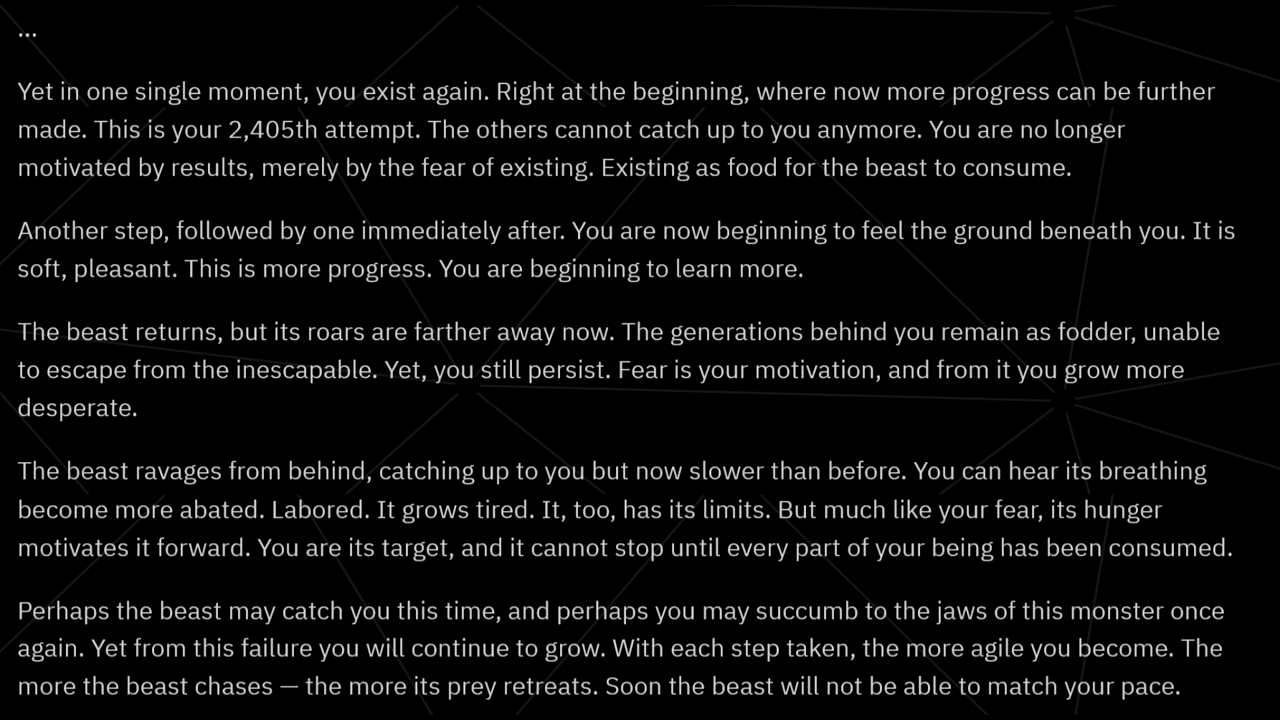 ...
Yet in one single moment, you exist again. Right at the beginning, where now more progress can be further
made. This is your 2,405th attempt. The others cannot catch up to you anymore. You are no longer
motivated by results, merely by the fear of existing. Existing as food for the beast to consume.
Another step, followed by one immediately after. You are now beginning to feel the ground beneath you. It is
soft, pleasant. This is more progress. You are beginning to learn more.
The beast returns, but its roars are farther away now. The generations behind you remain as fodder, unable
to escape from the inescapable. Yet, you still persist. Fear is your motivation, and from it you grow more
desperate.
The beast ravages from behind, catching up to you but now slower than before. You can hear its breathing
become more abated. Labored. It grows tired. It, too, has its limits. But much like your fear, its hunger
motivates it forward. You are its target, and it cannot stop until every part of your being has been consumed.
Perhaps the beast may catch you this time, and perhaps you may succumb to the jaws of this monster once
again. Yet from this failure you will continue to grow. With each step taken, the more agile you become. The
more the beast chases — the more its prey retreats. Soon the beast will not be able to match your pace.